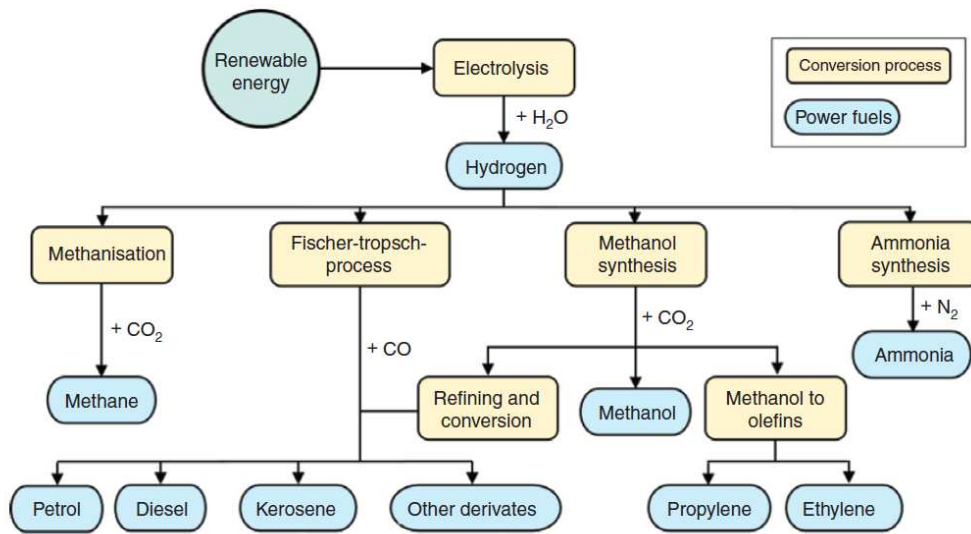 Renewable
energy
Electrolysis
Conversion process
Power fuels
+ H₂O
Hydrogen
Methanisation
Fischer-tropsch-
process
Methanol
synthesis
Ammonia
synthesis
+ CO₂
+ CO
+ CO₂
+ N₂
Methane
Refining and
conversion
Methanol
Methanol to
olefins
Ammonia
Petrol
Diesel
Kerosene
Other derivates
Propylene
Ethylene